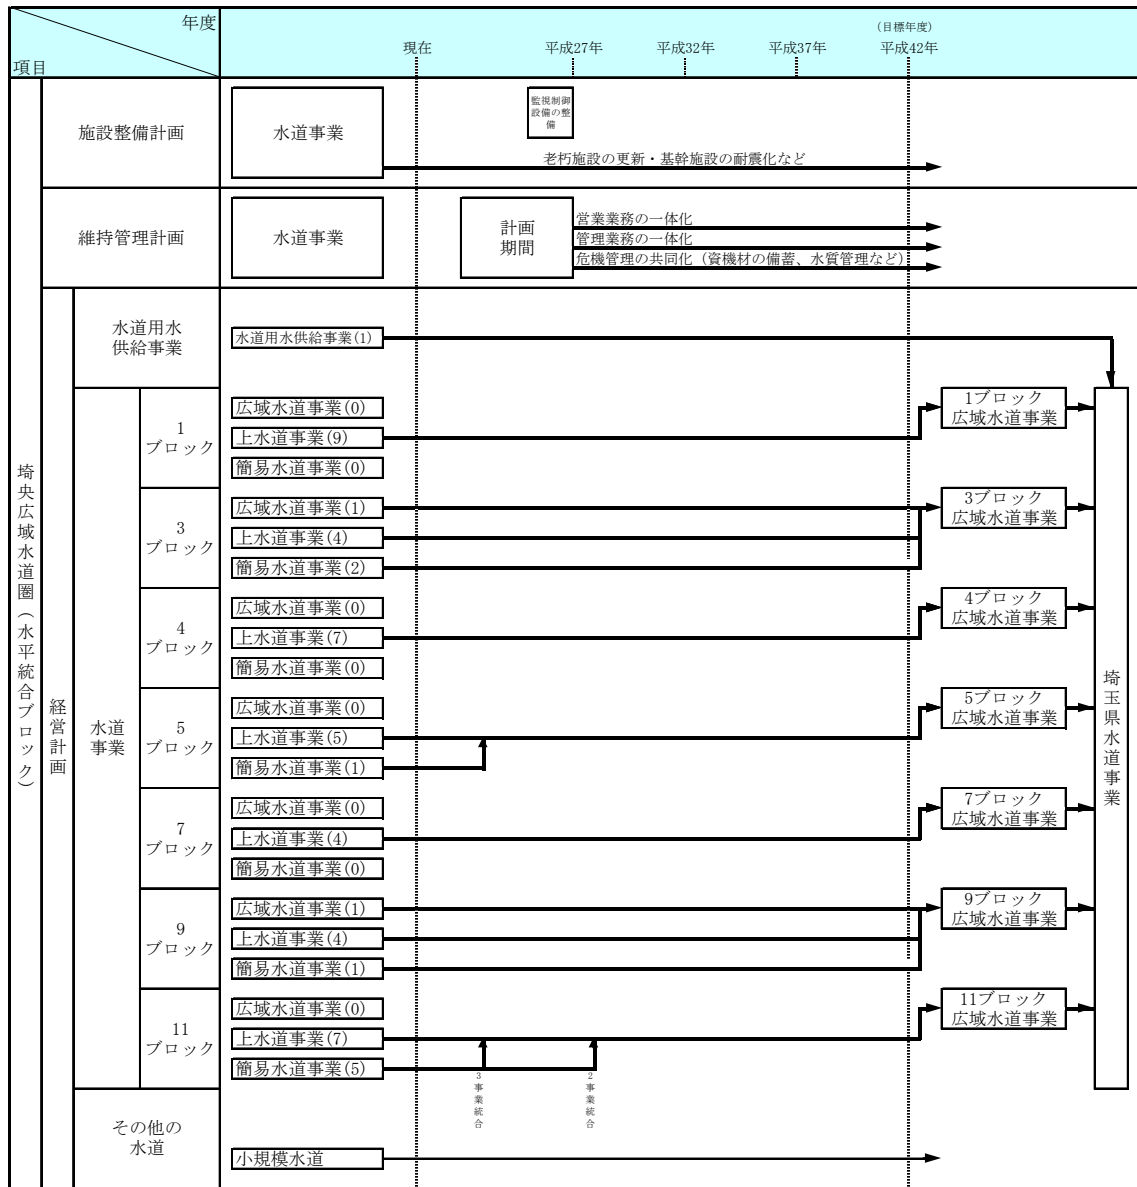 年度
項目
(目標年度)
現在
平成27年
平成32年
平成37年
平成42年
埼央広域水道圏（水平統合ブロック）
施設整備計画
水道事業
監視制御
設備の整
備
老朽施設の更新・基幹施設の耐震化など
維持管理計画
水道事業
計画
期間
営業業務の一体化
管理業務の一体化
危機管理の共同化（資機材の備蓄、水質管理など）
経営計画
水道用水
供給事業
水道用水供給事業(1)
水道
事業
1
ブロック
広域水道事業(0)
上水道事業(9)
簡易水道事業(0)
1ブロック
広域水道事業
3
ブロック
広域水道事業(1)
上水道事業(4)
簡易水道事業(2)
3ブロック
広域水道事業
4
ブロック
広域水道事業(0)
上水道事業(7)
簡易水道事業(0)
4ブロック
広域水道事業
5
ブロック
広域水道事業(0)
上水道事業(5)
簡易水道事業(1)
5ブロック
広域水道事業
7
ブロック
広域水道事業(0)
上水道事業(4)
簡易水道事業(0)
7ブロック
広域水道事業
9
ブロック
広域水道事業(1)
上水道事業(4)
簡易水道事業(1)
9ブロック
広域水道事業
11
ブロック
広域水道事業(0)
上水道事業(7)
簡易水道事業(5)
3事業統合
2事業統合
11ブロック
広域水道事業
埼玉県水道事業
その他の
水道
小規模水道